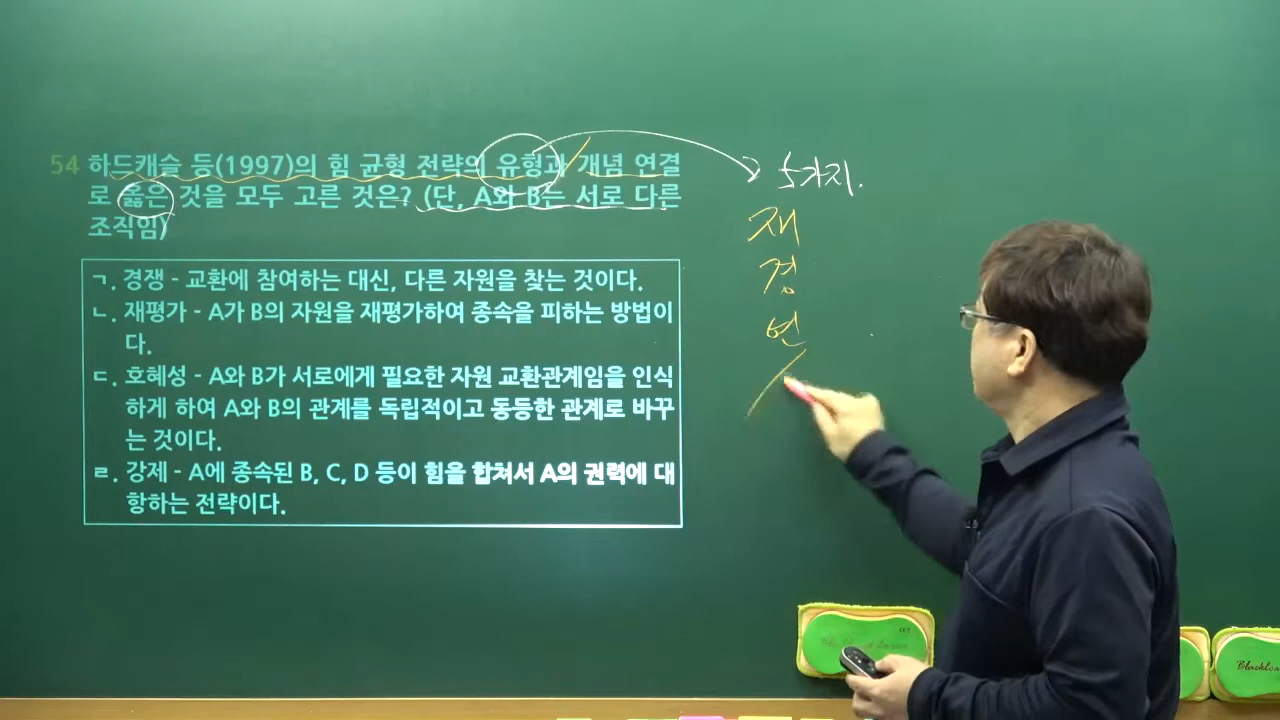 54 하드캐슬 등(1997)의 힘 균형 전략의 유형과 개념 연결
로 옳은 것을 모두 고른 것은? (단, A와 B는 서로 다른
조직임)
ㄱ. 경쟁 - 교환에 참여하는 대신, 다른 자원을 찾는 것이다.
ㄴ. 재평가 - A가 B의 자원을 재평가하여 종속을 피하는 방법이
다.
ㄷ. 호혜성 - A와 B가 서로에게 필요한 자원 교환관계임을 인식
하게 하여 A와 B의 관계를 독립적이고 동등한 관계로 바꾸
는 것이다.
ㄹ. 강제 - A에 종속된 B, C, D 등이 힘을 합쳐서 A의 권력에 대
항하는 전략이다.
5가지.
재
경
연